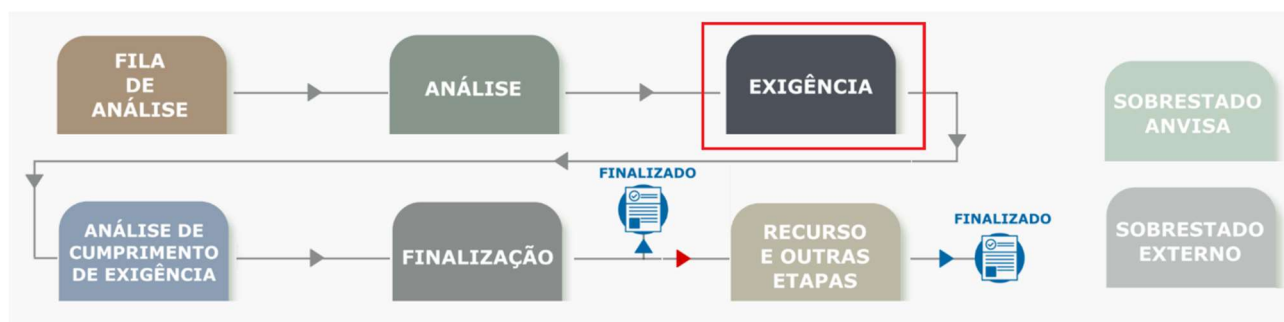 FILA
DE
ANÁLISE
ANÁLISE
EXIGÊNCIA
SOBRESTADO
ANVISA
FINALIZADO
ANÁLISE DE
CUMPRIMENTO
DE EXIGÊNCIA
FINALIZAÇÃO
RECURSO
E OUTRAS
ETAPAS
FINALIZADO
SOBRESTADO
EXTERNO